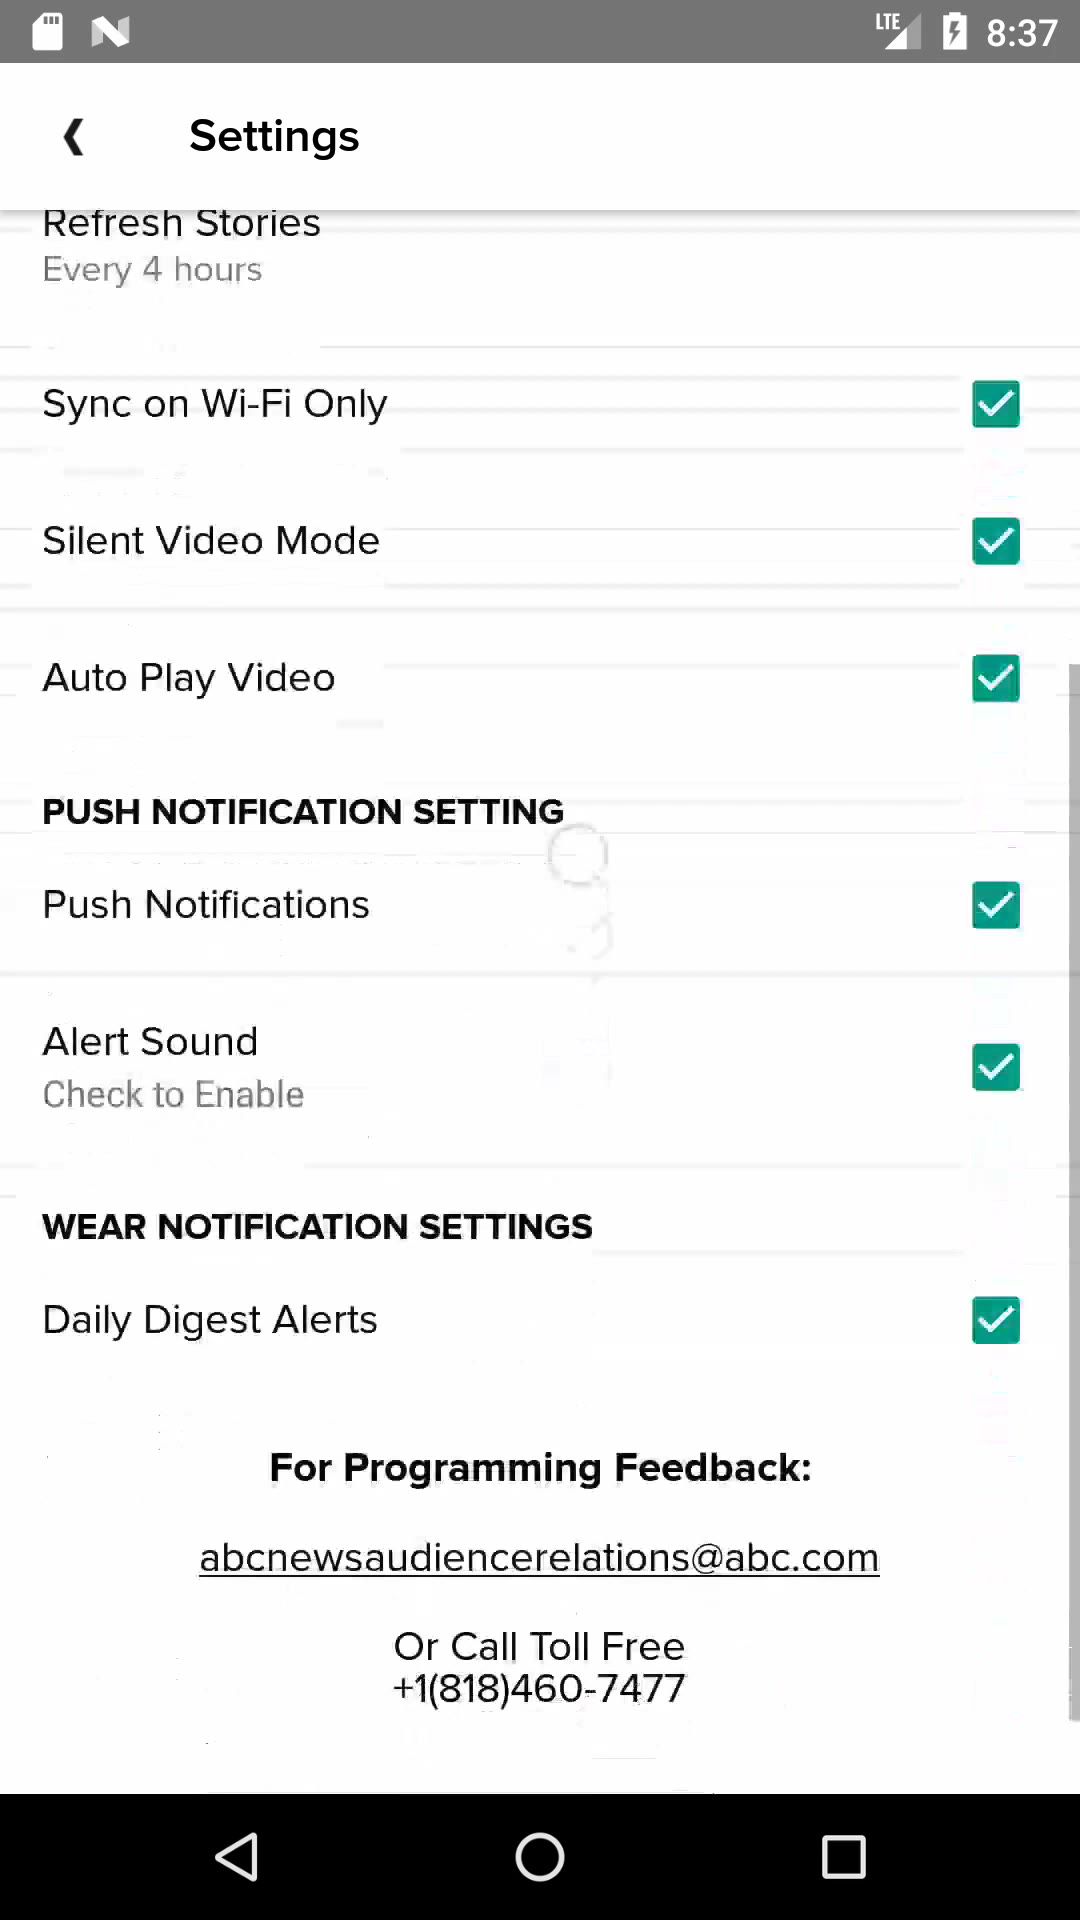 LTE 8:37
Settings
Refresh Stories
Every 4 hours
Sync on Wi-Fi Only
Silent Video Mode
Auto Play Video
PUSH NOTIFICATION SETTING
Push Notifications
Alert Sound
Check to Enable
WEAR NOTIFICATION SETTINGS
Daily Digest Alerts
For Programming Feedback:
abcnewsaudiencerelations@abc.com
Or Call Toll Free
+1(818)460-7477